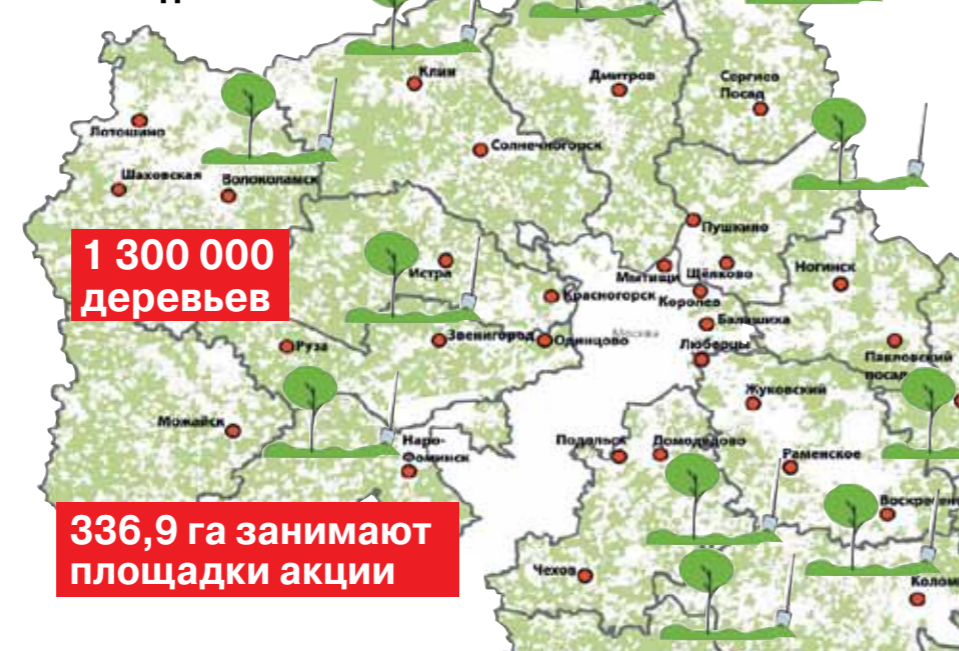 Клин
Дмитров
Сергиев
Посад
Лотошино
Солнечногорск
Шаховская
Волоколамск
Пушкино
1 300 000
деревьев
Истра
Мытищи
Щёлково
Ногинск
Красногорск
Королев
Балашиха
Москва
Звенигород
Одинцово
Люберцы
Руза
Павловский
посад
Жуковский
Можайск
Наро-
Фоминск
Подольск
Домодедово
Раменское
336,9 га занимают
площадки акции
Чехов